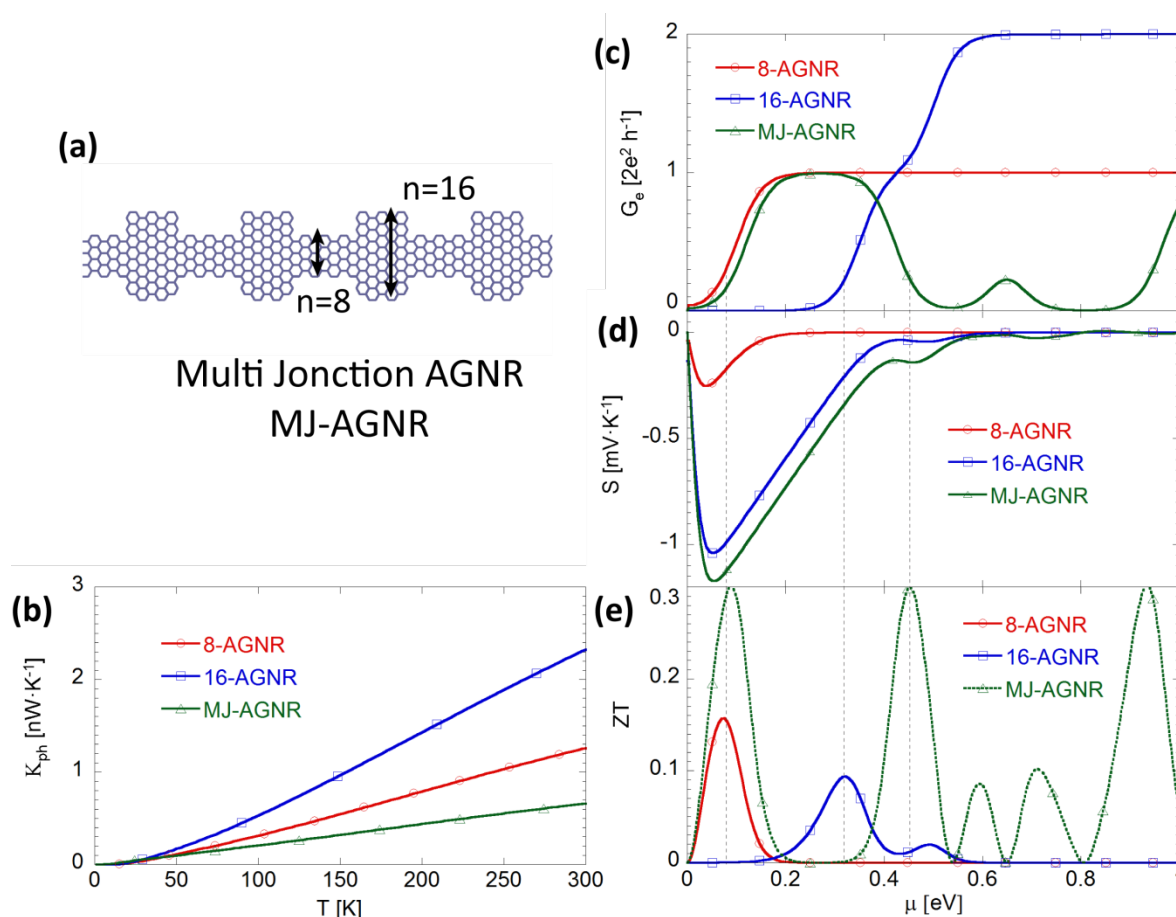 (a)
n=16
n=8
Multi Jonction AGNR
MJ-AGNR
(b)
8-AGNR
16-AGNR
MJ-AGNR
K_ph [nW·K⁻¹]
3
2
1
0
0 50 100 150 200 250 300
T [K]
(c)
8-AGNR
16-AGNR
MJ-AGNR
G_e [2e² h⁻¹]
2
1
0
(d)
8-AGNR
16-AGNR
MJ-AGNR
S [mV·K⁻¹]
0
-0.5
-1
(e)
8-AGNR
16-AGNR
MJ-AGNR
ZT
0.3
0.2
0.1
0
0 0.2 0.4 0.6 0.8
μ [eV]